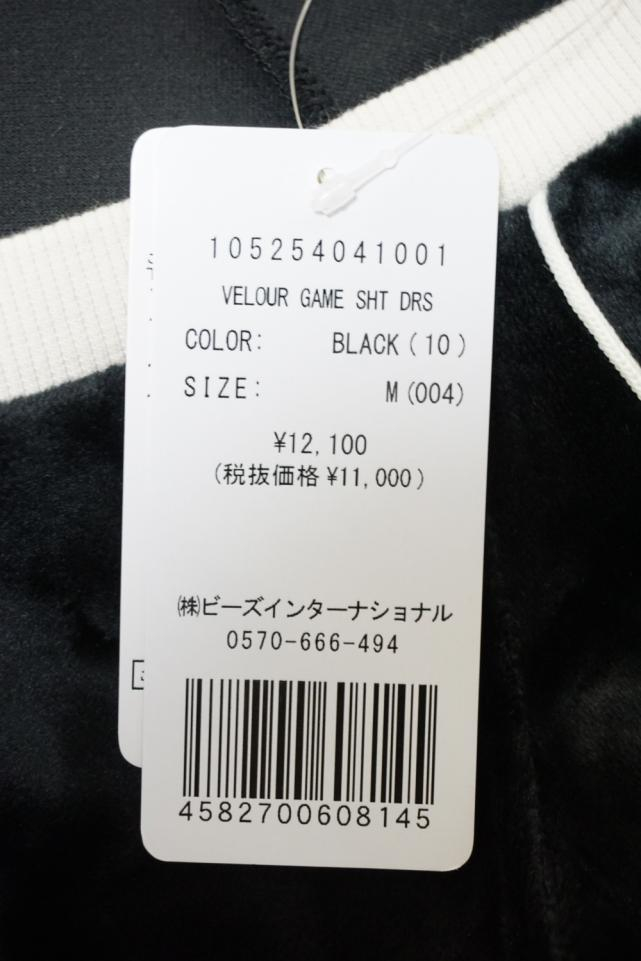 105254041001
VELOUR GAME SHT DRS
COLOR: BLACK(10)
SIZE: M(004)
¥12,100
(税抜価格¥11,000)
㈱ビーズインターナショナル
0570-666-494
4582700608145